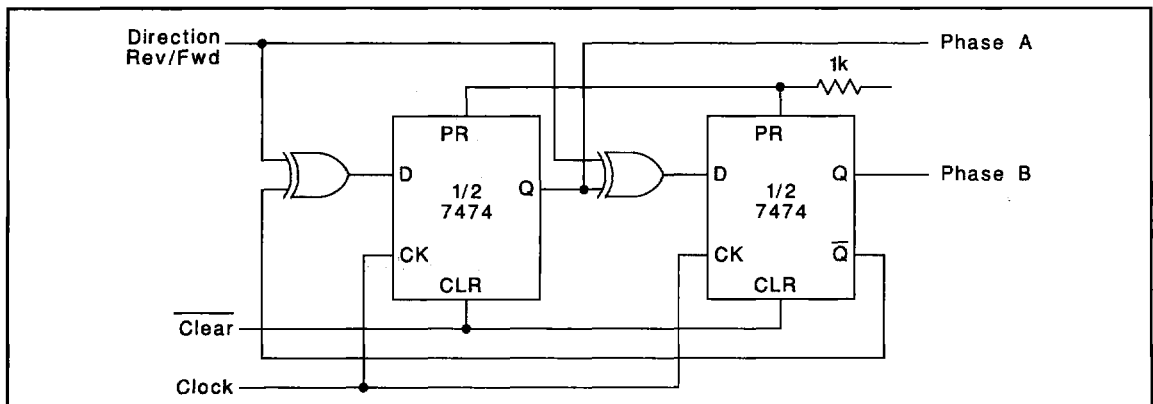 Direction
Rev/Fwd
Phase A
1k
PR
PR
D
Q
D
Q
Phase B
1/2
7474
1/2
7474
CK
CK
Q̅
CLR
CLR
C̅l̅e̅a̅r̅
Clock